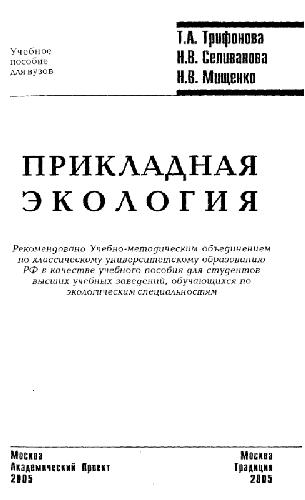 Учебное
пособие
для вузов
Т.А. Трифонова
Н.В. Селиванова
Н.В. Мищенко
ПРИКЛАДНАЯ
ЭКОЛОГИЯ
Рекомендовано Учебно-методическим объединением
по классическому университетскому образованию
РФ в качестве учебного пособия для студентов
высших учебных заведений, обучающихся по
экологическим специальностям
Москва
Академический Проект
2005
Москва
Традиция
2005